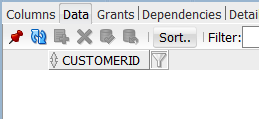 Columns Data Grants Dependencies Detai
Sort.. Filter:
CUSTOMERID